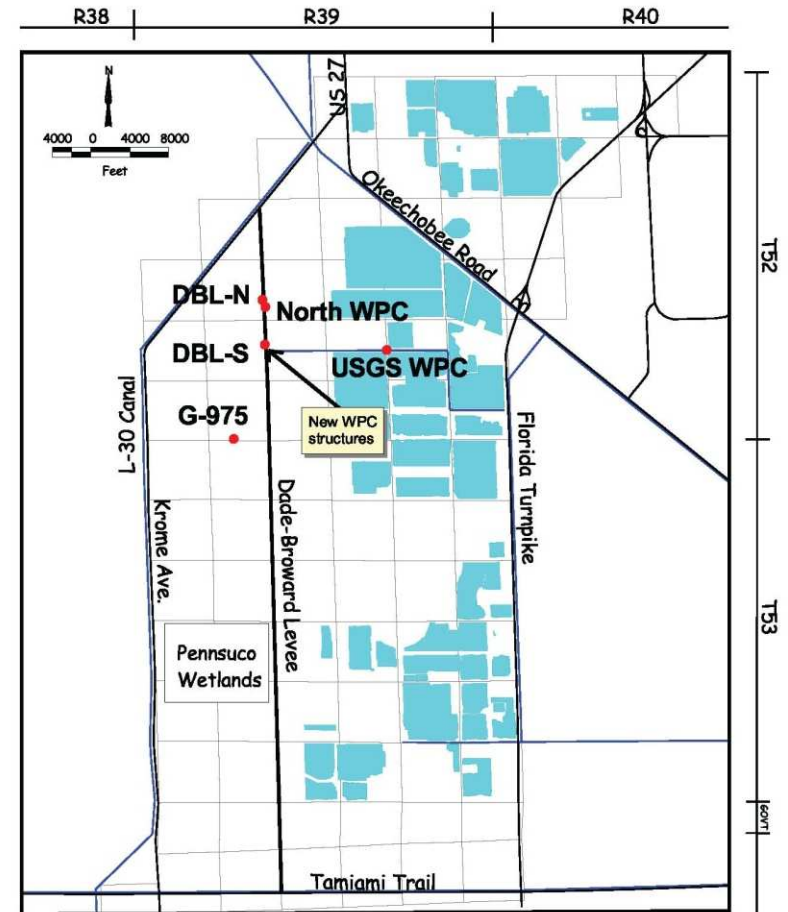 R38
R39
R40
N
4000 0 4000 8000
Feet
US 27
Okeechobee Road
T52
DBL-N
North WPC
DBL-S
USGS WPC
New WPC
structures
G-975
L-30 Canal
Krome Ave.
Dade-Broward Levee
Florida Turnpike
T53
Pennsuco
Wetlands
GOVT
Tamiami Trail